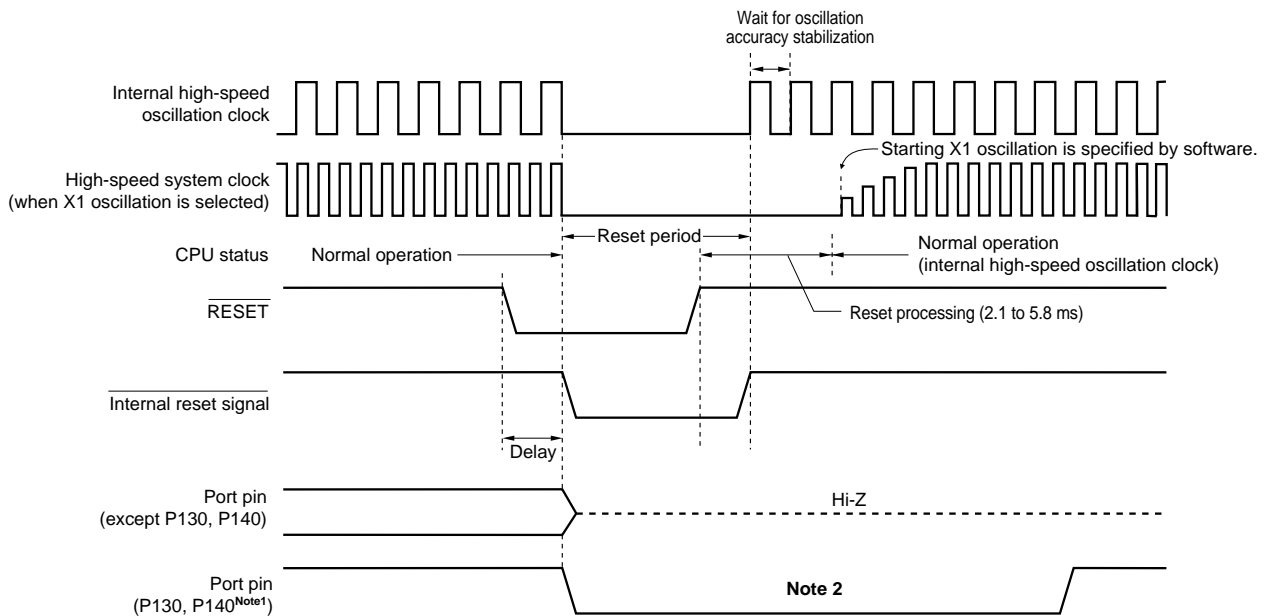 Wait for oscillation
accuracy stabilization
Internal high-speed
oscillation clock
Starting X1 oscillation is specified by software.
High-speed system clock
(when X1 oscillation is selected)
Reset period
CPU status
Normal operation
Normal operation
(internal high-speed oscillation clock)
RESET
Reset processing (2.1 to 5.8 ms)
Internal reset signal
Delay
Port pin
(except P130, P140)
Hi-Z
Port pin
(P130, P140Note1)
Note 2